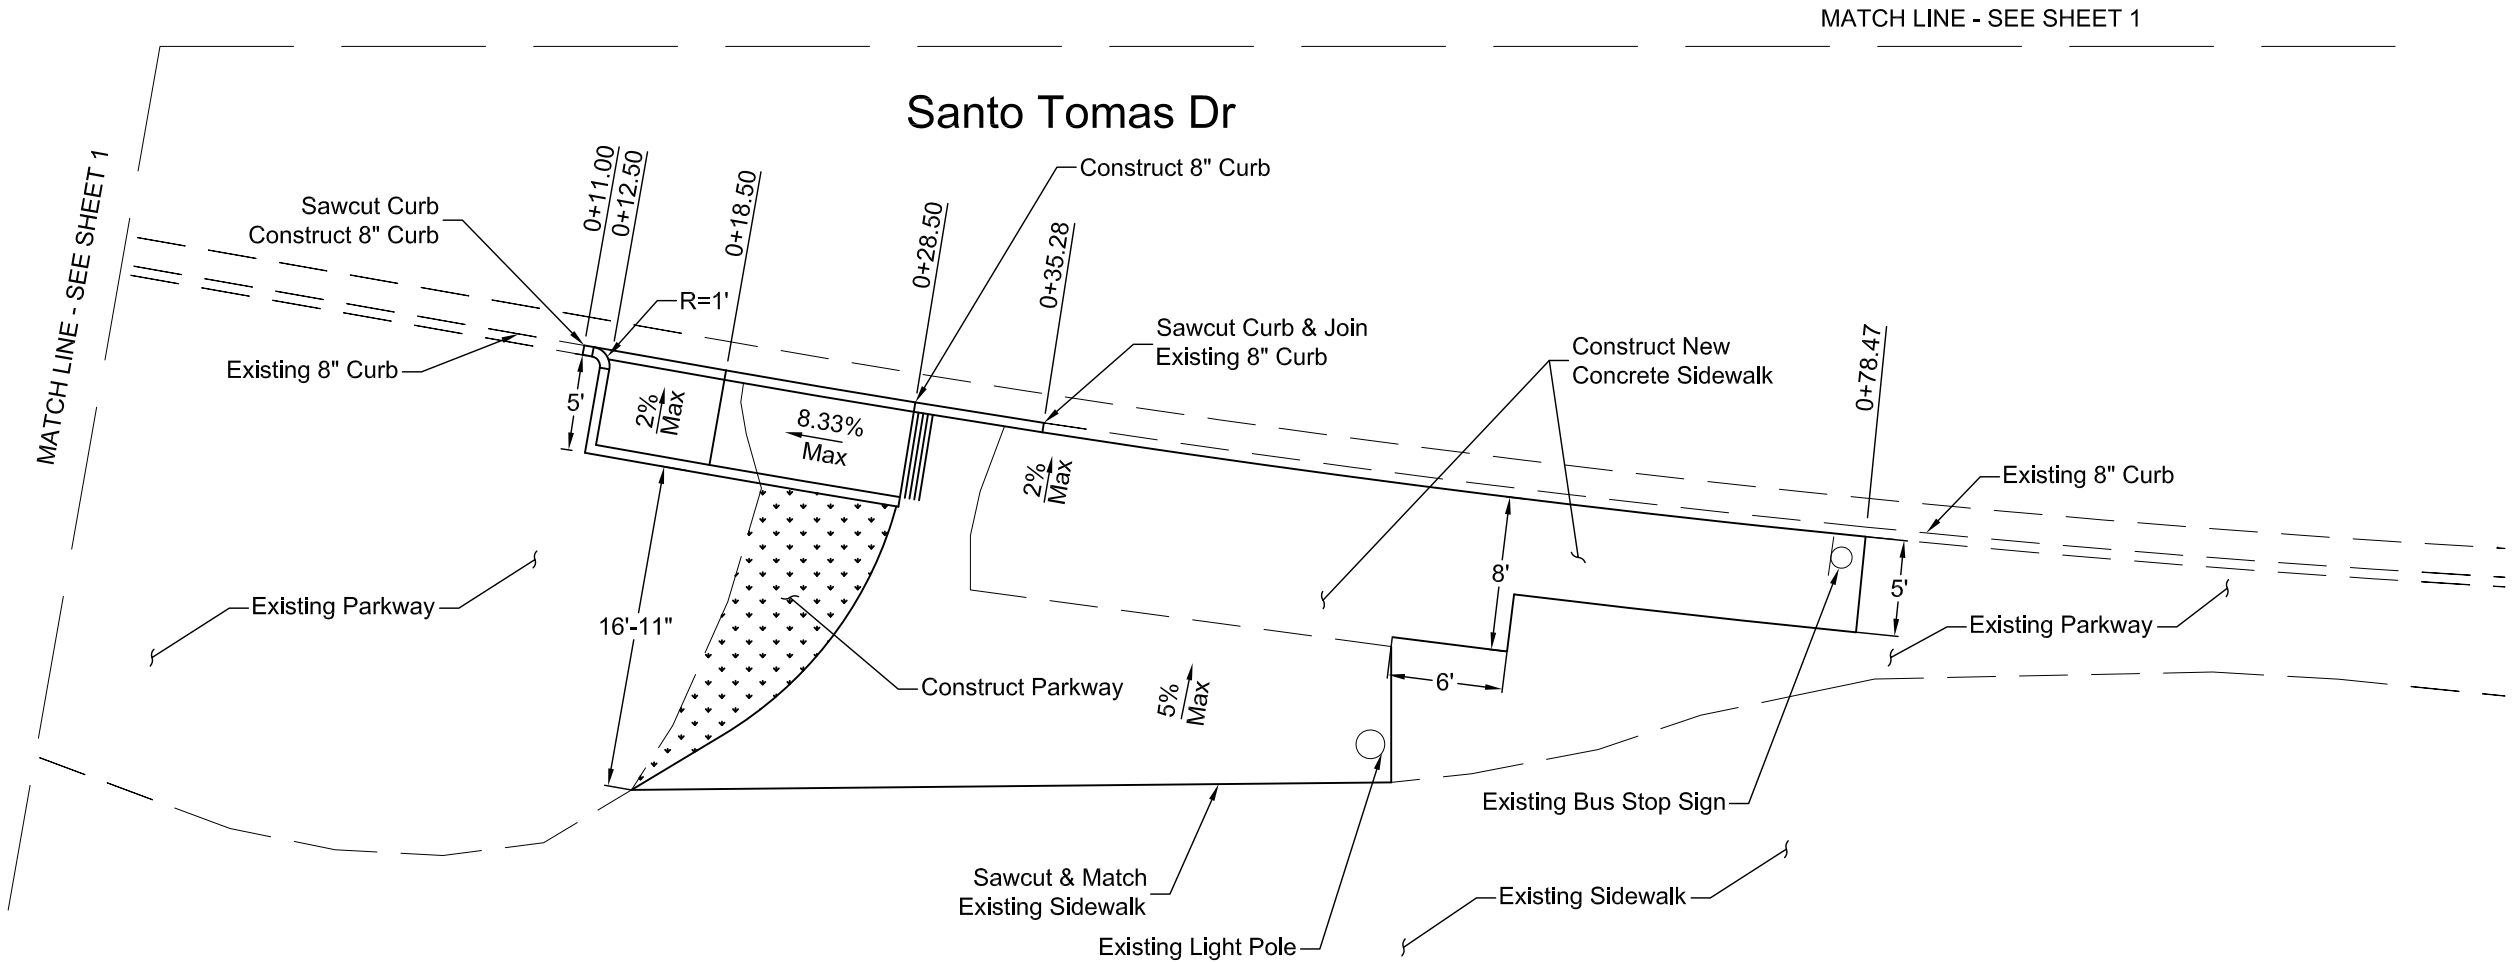 MATCH LINE - SEE SHEET 1
Santo Tomas Dr
MATCH LINE - SEE SHEET 1
0+11.00
0+12.50
0+18.50
0+28.50
0+35.28
0+78.47
Construct 8" Curb
Sawcut Curb
Construct 8" Curb
R=1'
Existing 8" Curb
Sawcut Curb & Join
Existing 8" Curb
Construct New
Concrete Sidewalk
5'
2%
Max
8.33%
Max
2%
Max
Existing 8" Curb
8'
5'
Existing Parkway
16'-11"
Existing Parkway
Construct Parkway
5%
Max
6'
Existing Bus Stop Sign
Sawcut & Match
Existing Sidewalk
Existing Sidewalk
Existing Light Pole